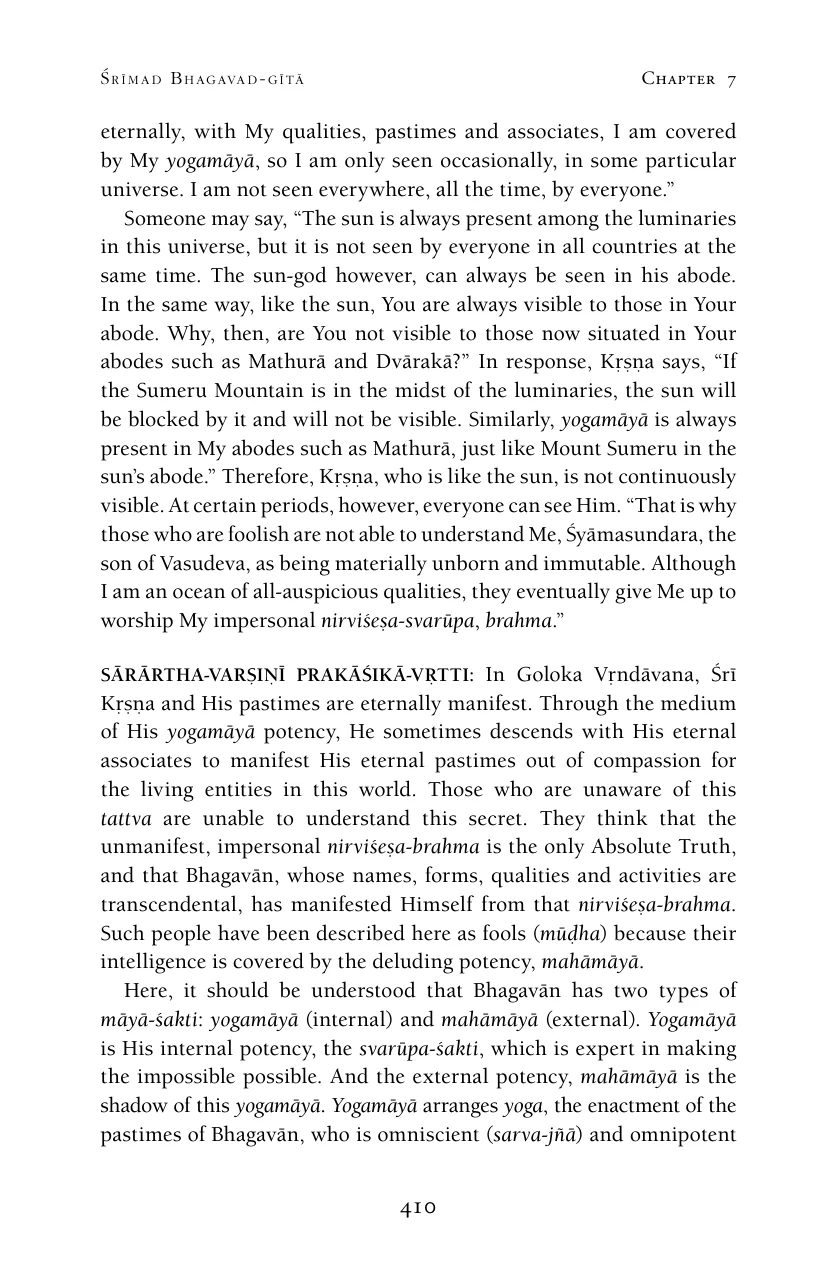 Śrīmad Bhagavad-gītā Chapter 7
eternally, with My qualities, pastimes and associates, I am covered
by My yogamāyā, so I am only seen occasionally, in some particular
universe. I am not seen everywhere, all the time, by everyone.”
Someone may say, “The sun is always present among the luminaries
in this universe, but it is not seen by everyone in all countries at the
same time. The sun-god however, can always be seen in his abode.
In the same way, like the sun, You are always visible to those in Your
abode. Why, then, are You not visible to those now situated in Your
abodes such as Mathurā and Dvārakā?” In response, Kṛṣṇa says, “If
the Sumeru Mountain is in the midst of the luminaries, the sun will
be blocked by it and will not be visible. Similarly, yogamāyā is always
present in My abodes such as Mathurā, just like Mount Sumeru in the
sun’s abode.” Therefore, Kṛṣṇa, who is like the sun, is not continuously
visible. At certain periods, however, everyone can see Him. “That is why
those who are foolish are not able to understand Me, Śyāmasundara, the
son of Vasudeva, as being materially unborn and immutable. Although
I am an ocean of all-auspicious qualities, they eventually give Me up to
worship My impersonal nirviśeṣa-svarūpa, brahma.”
SĀRĀRTHA-VARṢIṆĪ PRAKĀŚIKĀ-VṚTTI: In Goloka Vṛndāvana, Śrī
Kṛṣṇa and His pastimes are eternally manifest. Through the medium
of His yogamāyā potency, He sometimes descends with His eternal
associates to manifest His eternal pastimes out of compassion for
the living entities in this world. Those who are unaware of this
tattva are unable to understand this secret. They think that the
unmanifest, impersonal nirviśeṣa-brahma is the only Absolute Truth,
and that Bhagavān, whose names, forms, qualities and activities are
transcendental, has manifested Himself from that nirviśeṣa-brahma.
Such people have been described here as fools (mūḍha) because their
intelligence is covered by the deluding potency, mahāmāyā.
Here, it should be understood that Bhagavān has two types of
māyā-śakti: yogamāyā (internal) and mahāmāyā (external). Yogamāyā
is His internal potency, the svarūpa-śakti, which is expert in making
the impossible possible. And the external potency, mahāmāyā is the
shadow of this yogamāyā. Yogamāyā arranges yoga, the enactment of the
pastimes of Bhagavān, who is omniscient (sarva-jñā) and omnipotent
410